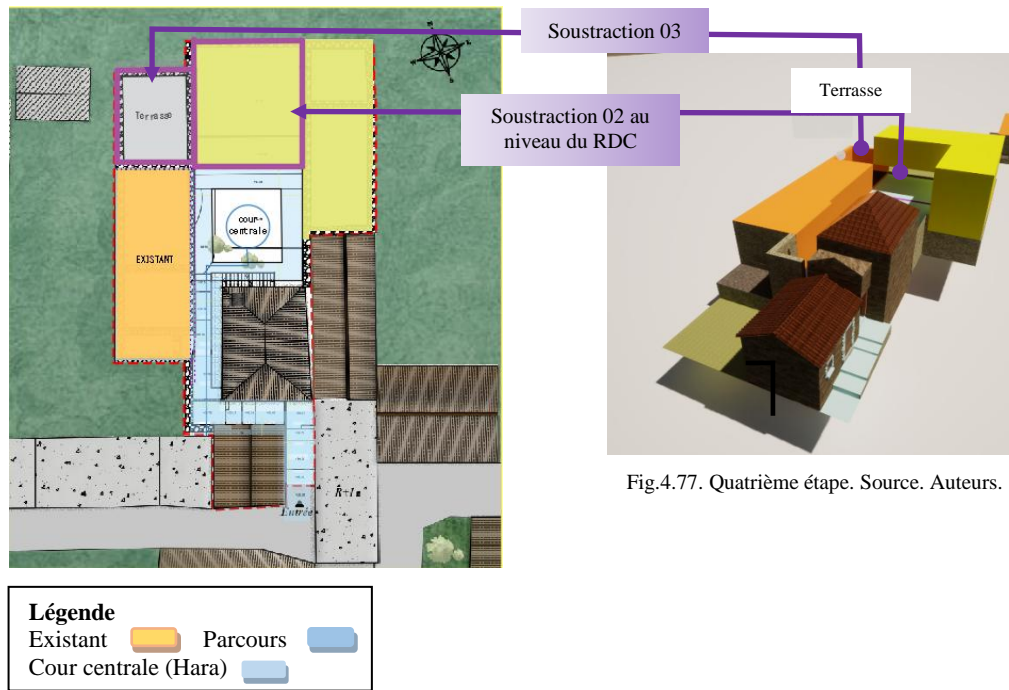 Soustraction 03
Terrasse
Soustraction 02 au
niveau du RDC
Terrasse
cour-
centrale
EXISTANT
R+1
Entrée
Fig.4.77. Quatrième étape. Source. Auteurs.
Légende
Existant
Parcours
Cour centrale (Hara)